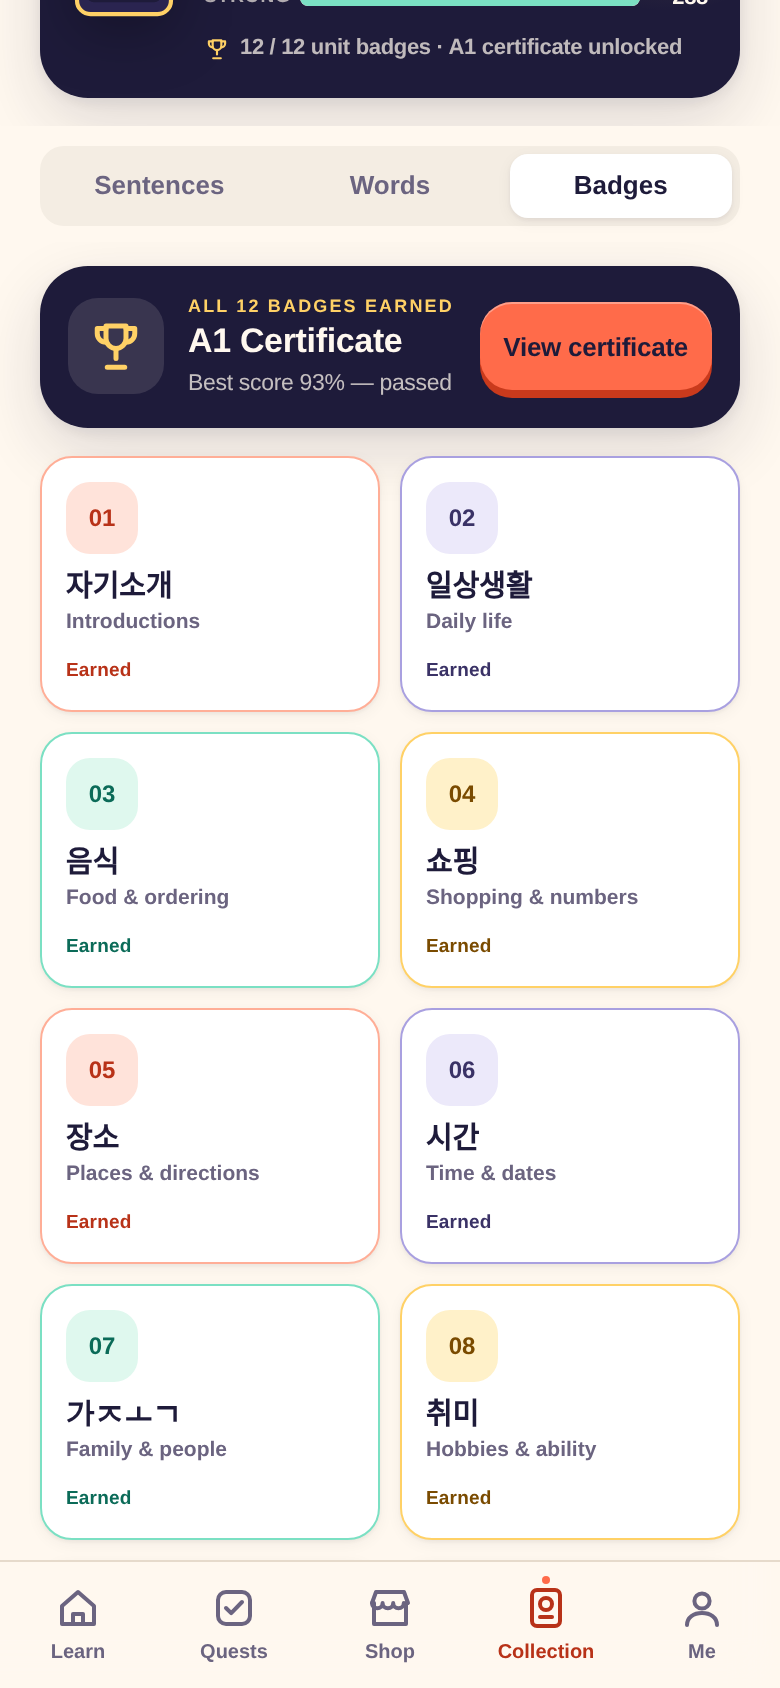 12 / 12 unit badges · A1 certificate unlocked
Sentences
Words
Badges
ALL 12 BADGES EARNED
A1 Certificate
Best score 93% — passed
View certificate
01
자기소개
Introductions
Earned
02
일상생활
Daily life
Earned
03
음식
Food & ordering
Earned
04
쇼핑
Shopping & numbers
Earned
05
장소
Places & directions
Earned
06
시간
Time & dates
Earned
07
가ㅈㅗㄱ
Family & people
Earned
08
취미
Hobbies & ability
Earned
Learn
Quests
Shop
Collection
Me